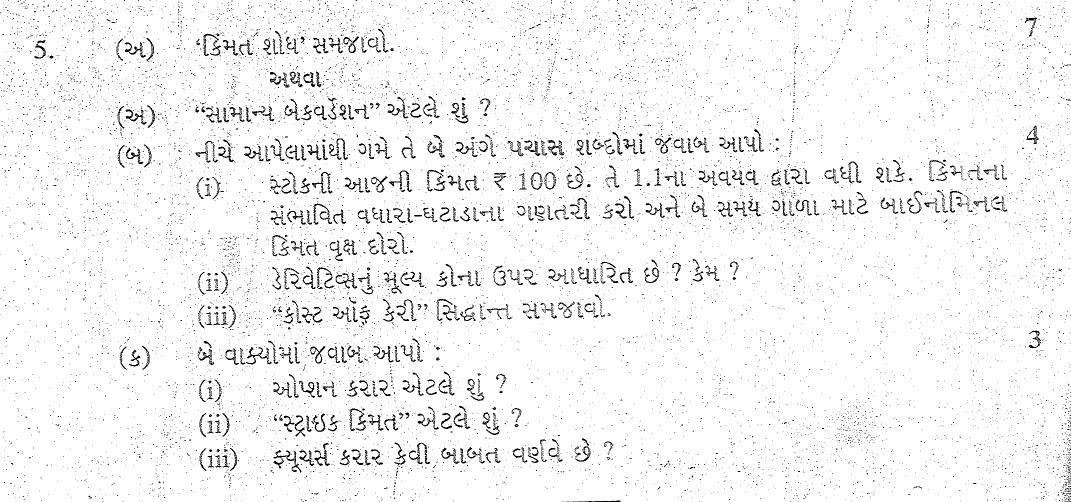 7
5. (અ) ‘કિંમત શોધ’ સમજાવો.
અથવા
(અ) “સામાન્ય બેકવર્ડેશન” એટલે શું ?
(બ) નીચે આપેલામાંથી ગમે તે બે અંગે પચાસ શબ્દોમાં જવાબ આપો : 4
(i) સ્ટોકની આજની કિંમત ₹ 100 છે. તે 1.1ના અવયવ દ્વારા વધી શકે. કિંમતના
સંભાવિત વધારા-ઘટાડાના ગણતરી કરો અને બે સમય ગાળા માટે બાઈનોમિનલ
કિંમત વૃક્ષ દોરો.
(ii) ડેરિવેટિવ્સનું મૂલ્ય કોના ઉપર આધારિત છે ? કેમ ?
(iii) “કોસ્ટ ઑફ કેરી” સિદ્ધાન્ત સમજાવો.
(ક) બે વાક્યોમાં જવાબ આપો : 3
(i) ઓપ્શન કરાર એટલે શું ?
(ii) “સ્ટ્રાઇક કિંમત” એટલે શું ?
(iii) ફ્યૂચર્સ કરાર કેવી બાબત વર્ણવે છે ?